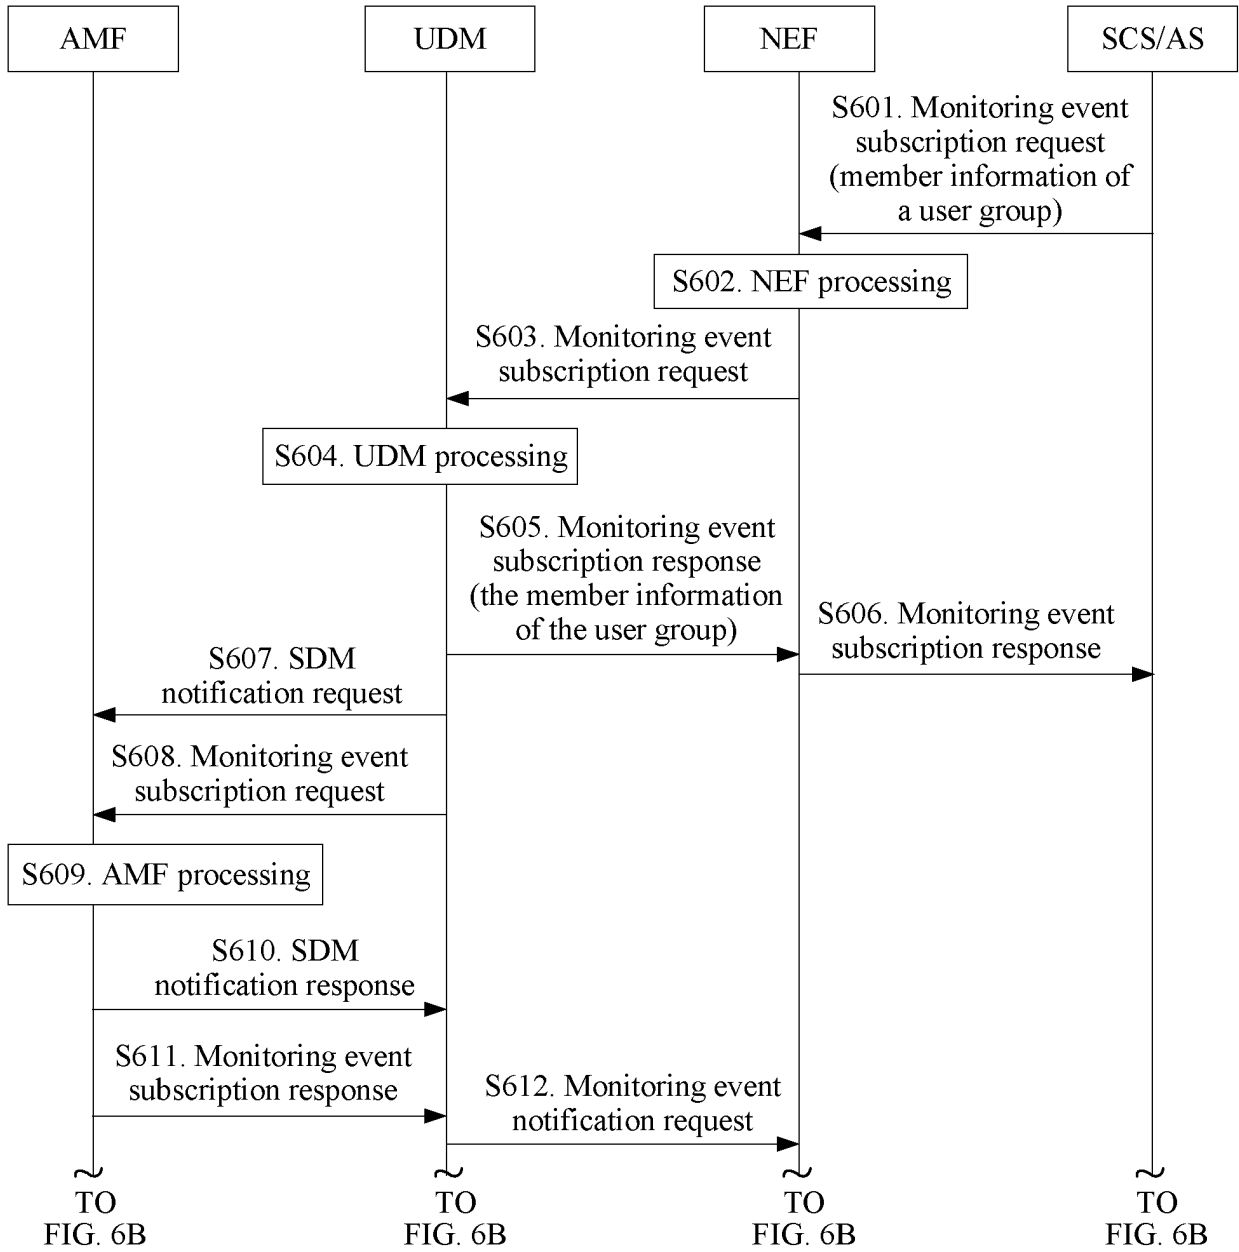 AMF
UDM
NEF
SCS/AS
S601. Monitoring event
subscription request
(member information of
a user group)
S602. NEF processing
S603. Monitoring event
subscription request
S604. UDM processing
S605. Monitoring event
subscription response
(the member information
of the user group)
S606. Monitoring event
subscription response
S607. SDM
notification request
S608. Monitoring event
subscription request
S609. AMF processing
S610. SDM
notification response
S611. Monitoring event
subscription response
S612. Monitoring event
notification request
TO
FIG. 6B
TO
FIG. 6B
TO
FIG. 6B
TO
FIG. 6B